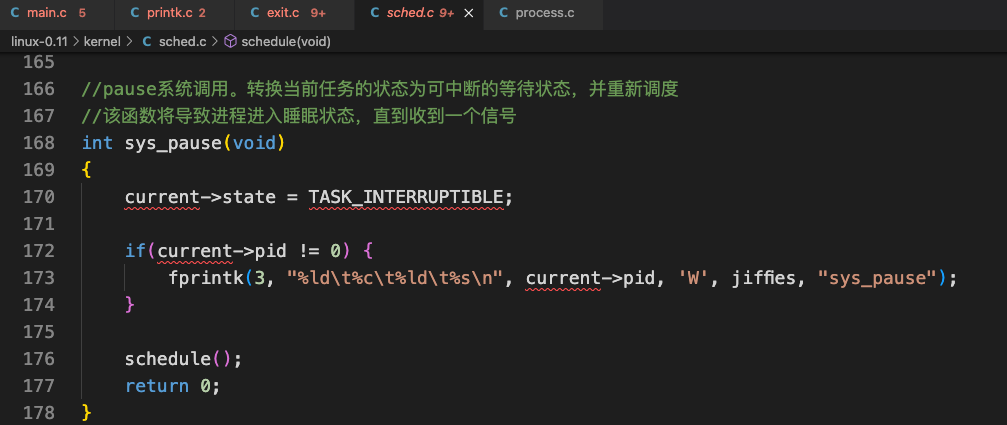 main.c 5 printk.c 2 exit.c 9+ sched.c 9+ × process.c
linux-0.11 > kernel > sched.c > schedule(void)
165
166 //pause系统调用。转换当前任务的状态为可中断的等待状态，并重新调度
167 //该函数将导致进程进入睡眠状态，直到收到一个信号
168 int sys_pause(void)
169 {
170 current->state = TASK_INTERRUPTIBLE;
171
172 if(current->pid != 0) {
173 fprintk(3, "%ld\t%c\t%ld\t%s\n", current->pid, 'W', jiffies, "sys_pause");
174 }
175
176 schedule();
177 return 0;
178 }